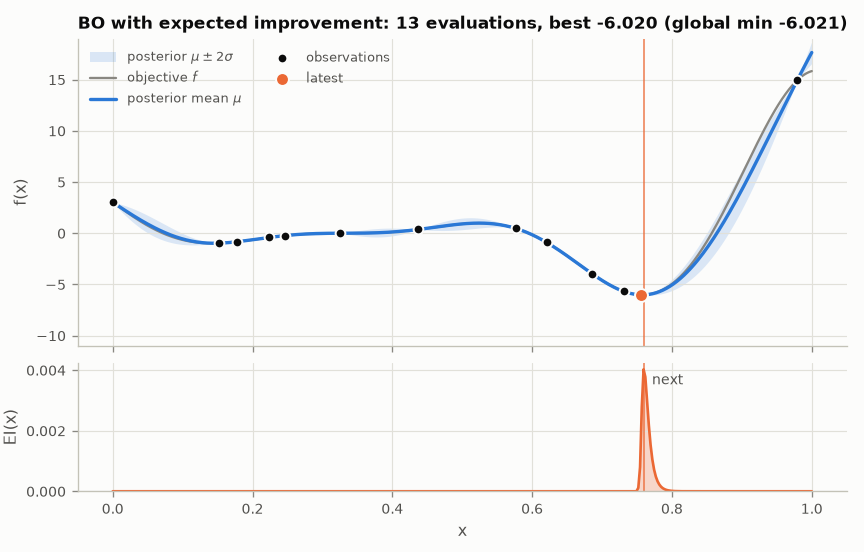 BO with expected improvement: 13 evaluations, best -6.020 (global min -6.021)
posterior μ ± 2σ
objective f
posterior mean μ
observations
latest
15
10
5
0
−5
−10
f(x)
next
0.004
0.002
0.000
EI(x)
0.0 0.2 0.4 0.6 0.8 1.0
x